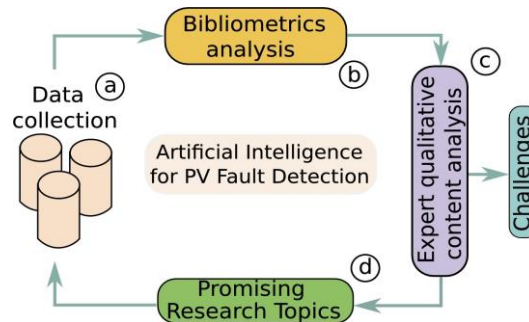 Bibliometrics
analysis
a
b
c
Data
collection
Artificial Intelligence
for PV Fault Detection
Expert qualitative
content analysis
Challenges
d
Promising
Research Topics